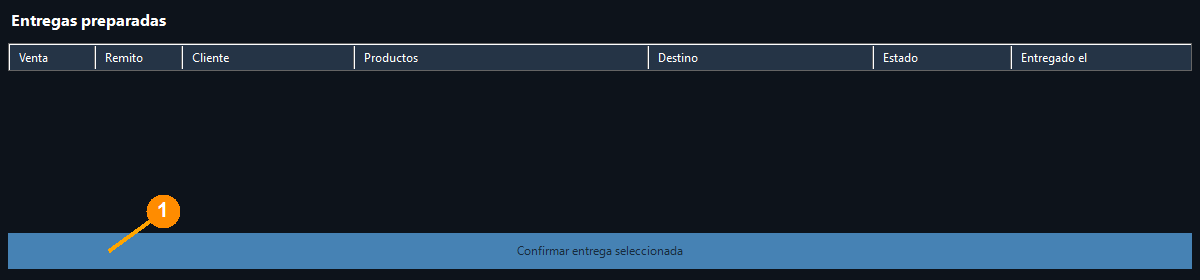 Entregas preparadas
Venta Remito Cliente Productos Destino Estado Entregado el
1
Confirmar entrega seleccionada